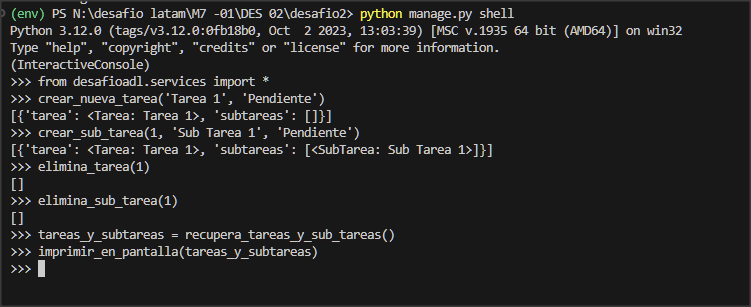 (env) PS N:\desafio latam\M7 -01\DES 02\desafio2> python manage.py shell
Python 3.12.0 (tags/v3.12.0:0fb18b0, Oct  2 2023, 13:03:39) [MSC v.1935 64 bit (AMD64)] on win32
Type "help", "copyright", "credits" or "license" for more information.
(InteractiveConsole)
>>> from desafioadl.services import *
>>> crear_nueva_tarea('Tarea 1', 'Pendiente')
[{'tarea': <Tarea: Tarea 1>, 'subtareas': []}]
>>> crear_sub_tarea(1, 'Sub Tarea 1', 'Pendiente')
[{'tarea': <Tarea: Tarea 1>, 'subtareas': [<SubTarea: Sub Tarea 1>]}]
>>> elimina_tarea(1)
[]
>>> elimina_sub_tarea(1)
[]
>>> tareas_y_subtareas = recupera_tareas_y_sub_tareas()
>>> imprimir_en_pantalla(tareas_y_subtareas)
>>>